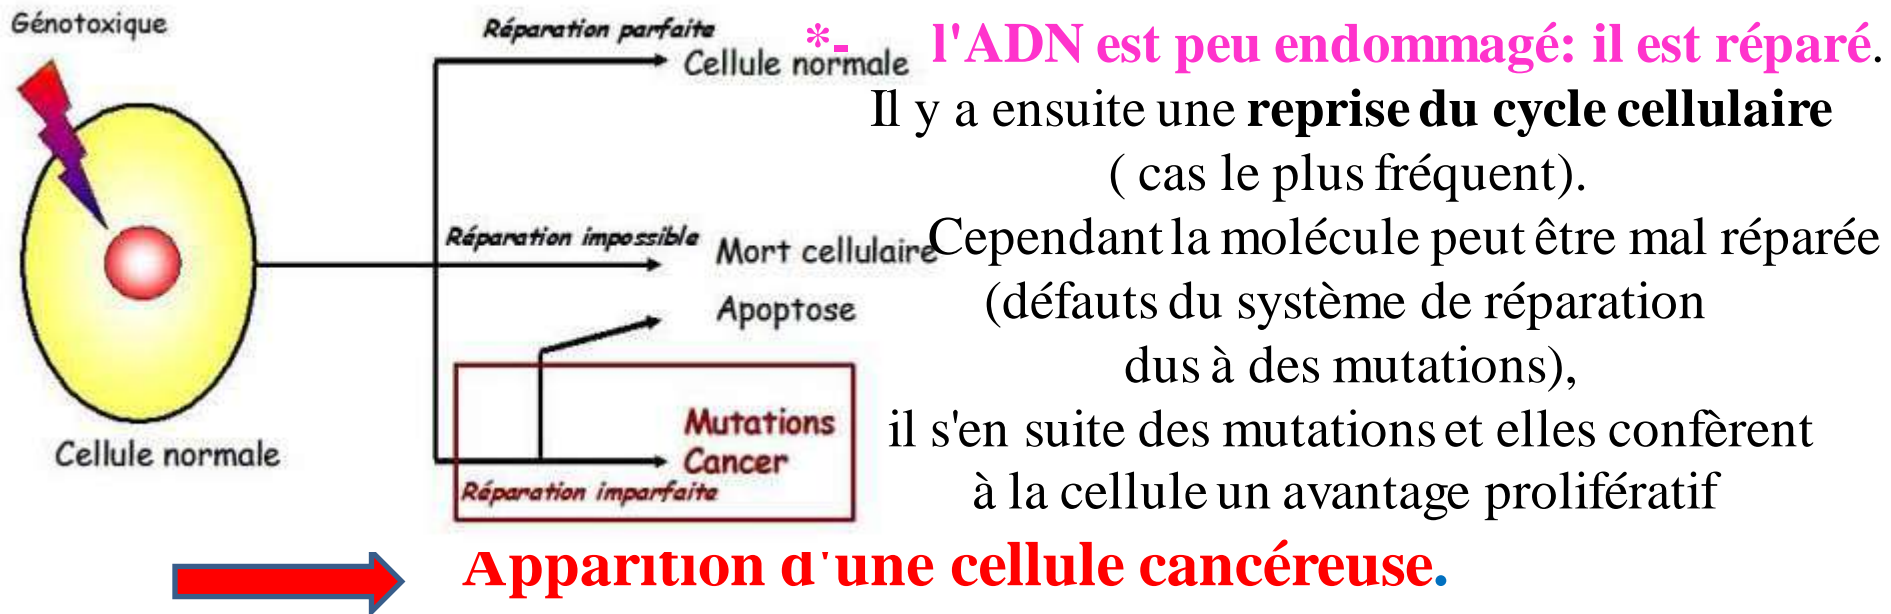 Génotoxique
Réparation parfaite
Cellule normale
*- l'ADN est peu endommagé: il est réparé.
Il y a ensuite une reprise du cycle cellulaire
( cas le plus fréquent).
Réparation impossible
Mort cellulaire
Cependant la molécule peut être mal réparée
Apoptose
(défauts du système de réparation
dus à des mutations),
Mutations
Cancer
Réparation imparfaite
Cellule normale
il s'en suite des mutations et elles confèrent
à la cellule un avantage prolifératif
Apparition d'une cellule cancéreuse.